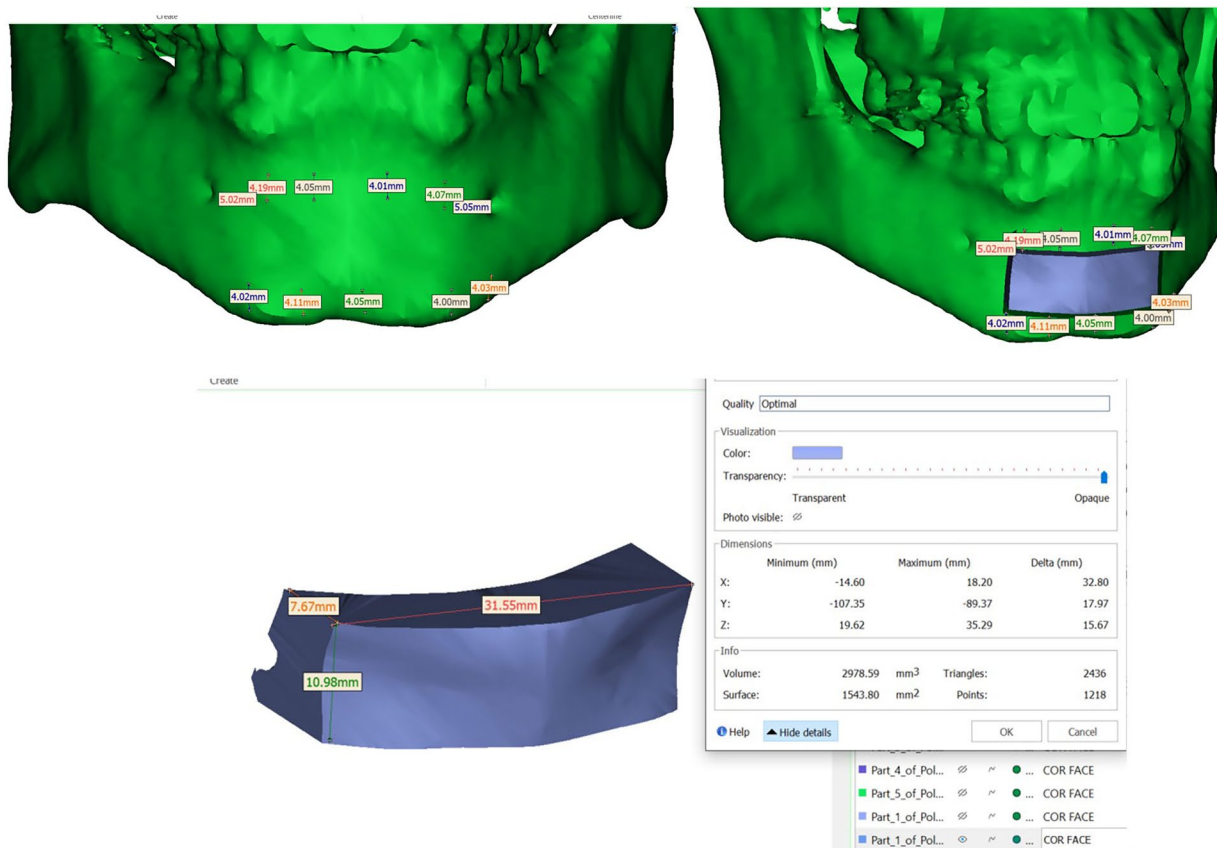 Create
Centerline
4.19mm 4.05mm 4.01mm 4.07mm
5.02mm 5.05mm
4.02mm 4.11mm 4.05mm 4.00mm 4.03mm
4.19mm 4.05mm 4.01mm 4.07mm
5.02mm
4.03mm
4.02mm 4.11mm 4.05mm 4.00mm
Create
7.67mm 31.55mm
10.98mm
Quality Optimal
Visualization
Color:
Transparency:
Transparent Opaque
Photo visible:
Dimensions
Minimum (mm) Maximum (mm) Delta (mm)
X: -14.60 18.20 32.80
Y: -107.35 -89.37 17.97
Z: 19.62 35.29 15.67
Info
Volume: 2978.59 mm3 Triangles: 2436
Surface: 1543.80 mm2 Points: 1218
Help Hide details OK Cancel
Part_4_of_Pol... ... COR FACE
Part_5_of_Pol... ... COR FACE
Part_1_of_Pol... ... COR FACE
Part_1_of_Pol... ... COR FACE